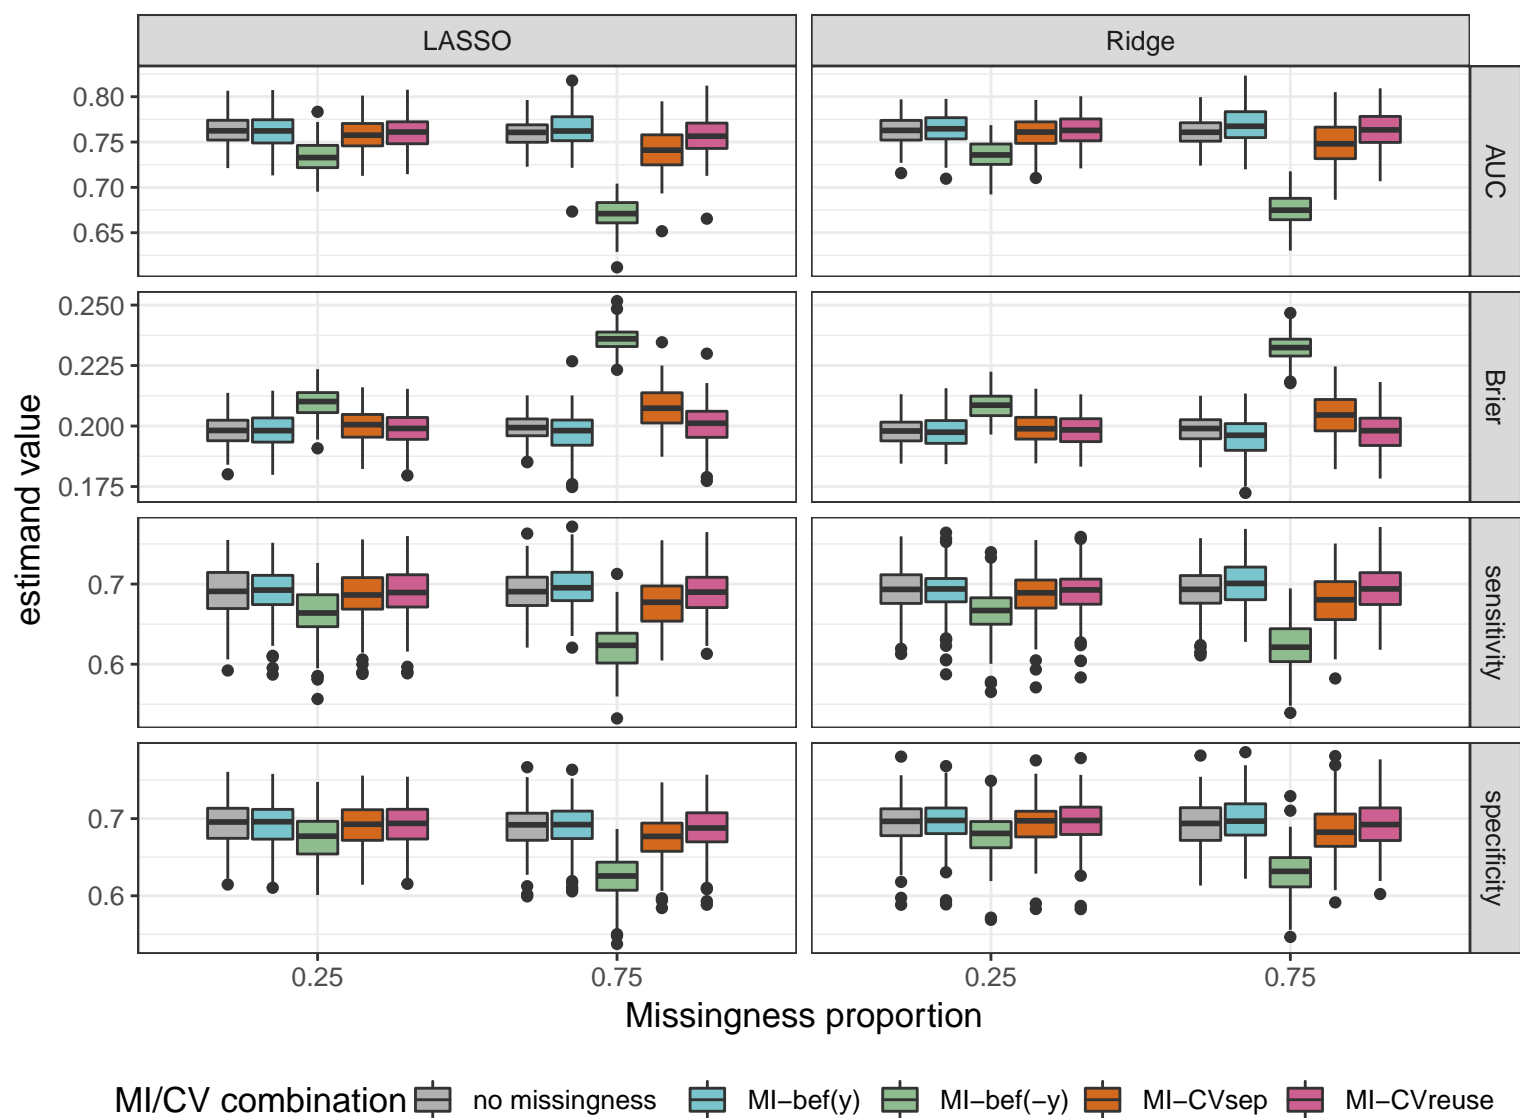 LASSO
Ridge
0.80
0.75
0.70
0.65
AUC
0.250
0.225
0.200
0.175
Brier
estimand value
0.7
0.6
sensitivity
0.7
0.6
specificity
0.25
0.75
0.25
0.75
Missingness proportion
MI/CV combination no missingness MI−bef(y) MI−bef(−y) MI−CVsep MI−CVreuse